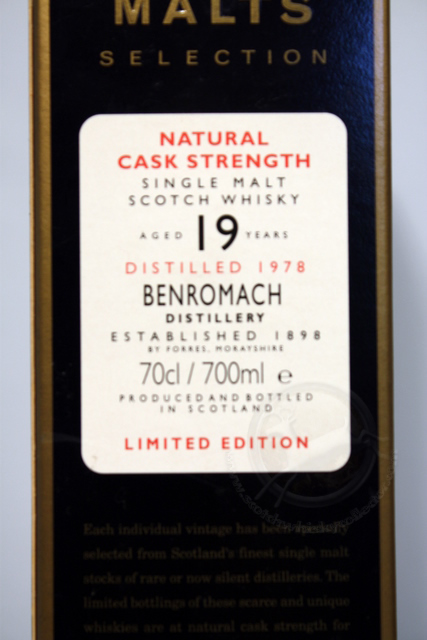 MALTS
SELECTION
NATURAL
CASK STRENGTH
SINGLE MALT
SCOTCH WHISKY
AGED 19 YEARS
DISTILLED 1978
BENROMACH
DISTILLERY
ESTABLISHED 1898
BY FORRES, MORAYSHIRE
70cl / 700ml e
PRODUCED AND BOTTLED
IN SCOTLAND
LIMITED EDITION
Each individual vintage has been specially
selected from Scotland's finest single malt
stocks of rare or now silent distilleries. The
limited bottlings of these scarce and unique
whiskies are at natural cask strength for